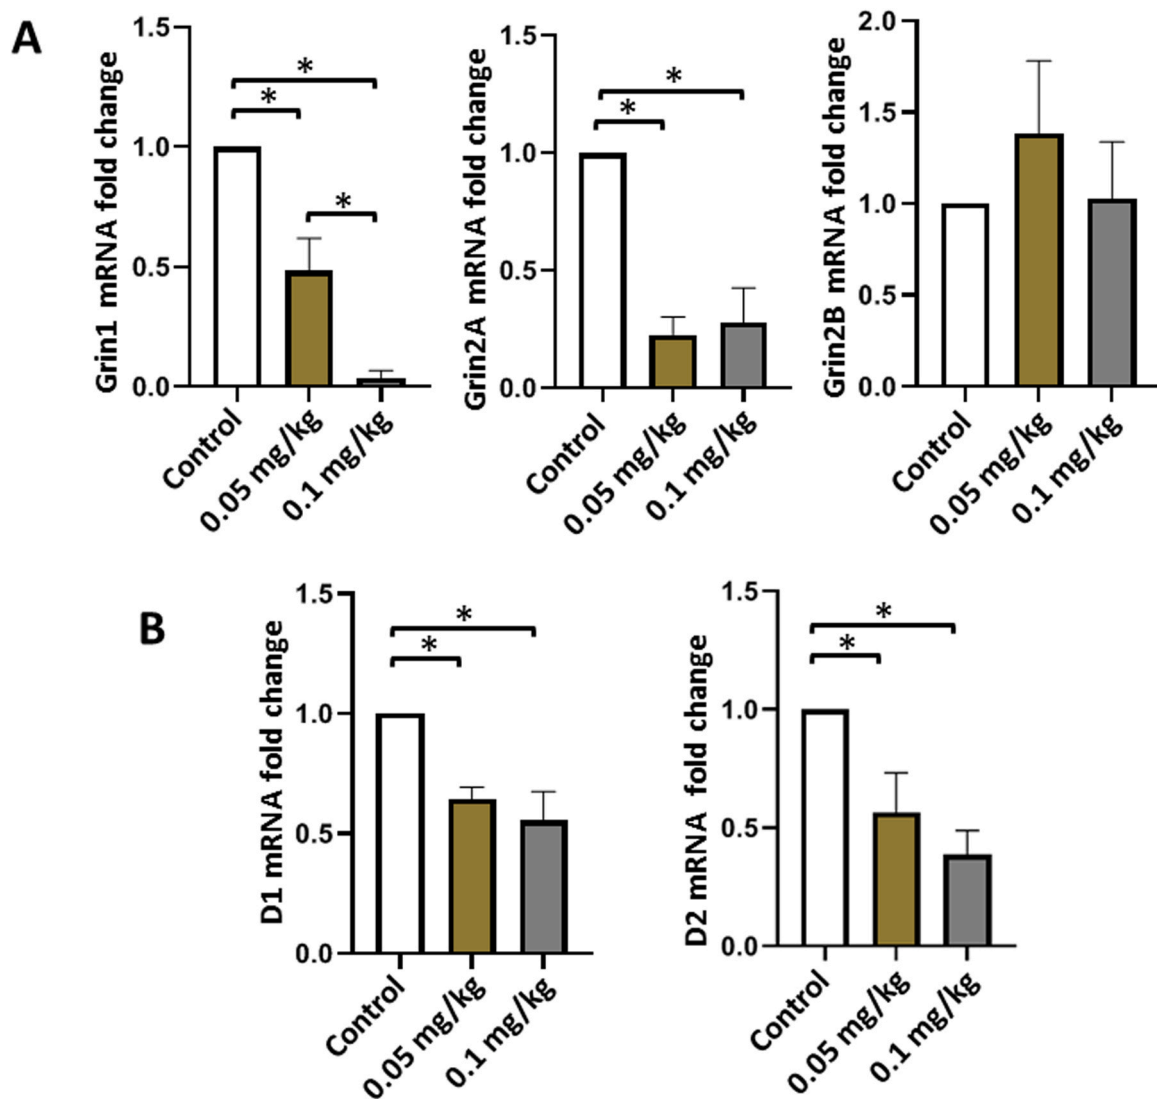 A
Grin1 mRNA fold change
1.5
1.0
0.5
0.0
*
*
*
Control
0.05 mg/kg
0.1 mg/kg
Grin2A mRNA fold change
1.5
1.0
0.5
0.0
*
*
Control
0.05 mg/kg
0.1 mg/kg
Grin2B mRNA fold change
2.0
1.5
1.0
0.5
0.0
Control
0.05 mg/kg
0.1 mg/kg
B
D1 mRNA fold change
1.5
1.0
0.5
0.0
*
*
Control
0.05 mg/kg
0.1 mg/kg
D2 mRNA fold change
1.5
1.0
0.5
0.0
*
*
Control
0.05 mg/kg
0.1 mg/kg